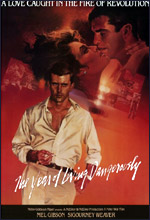 A LOVE CAUGHT IN THE FIRE OF REVOLUTION
The Year of Living Dangerously
MEL GIBSON SIGOURNEY WEAVER